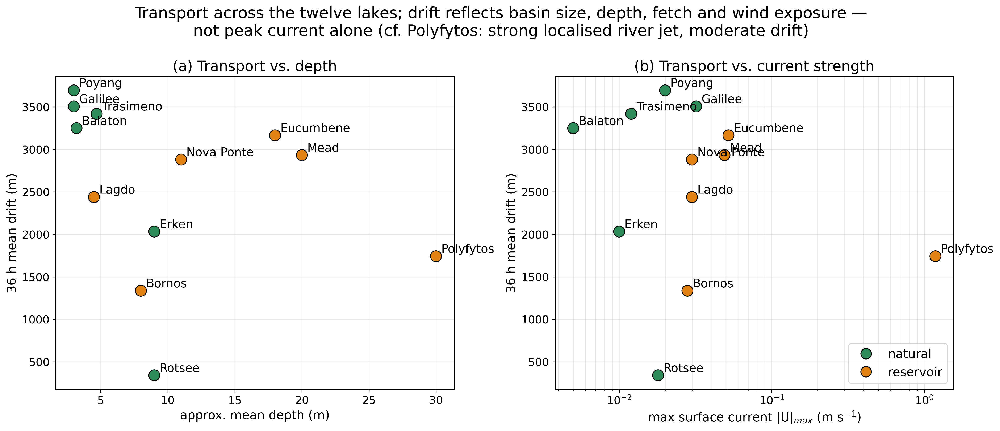 Transport across the twelve lakes; drift reflects basin size, depth, fetch and wind exposure —
not peak current alone (cf. Polyfytos: strong localised river jet, moderate drift)
(a) Transport vs. depth
Poyang
Galilee
Trasimeno
Balaton
Eucumbene
Mead
Nova Ponte
Lagdo
Erken
Polyfytos
Bornos
Rotsee
3500
3000
2500
2000
1500
1000
500
36 h mean drift (m)
5 10 15 20 25 30
approx. mean depth (m)
(b) Transport vs. current strength
Poyang
Galilee
Trasimeno
Balaton
Eucumbene
Mead
Nova Ponte
Lagdo
Erken
Polyfytos
Bornos
Rotsee
3500
3000
2500
2000
1500
1000
500
36 h mean drift (m)
natural
reservoir
10⁻² 10⁻¹ 10⁰
max surface current |U|max (m s⁻¹)